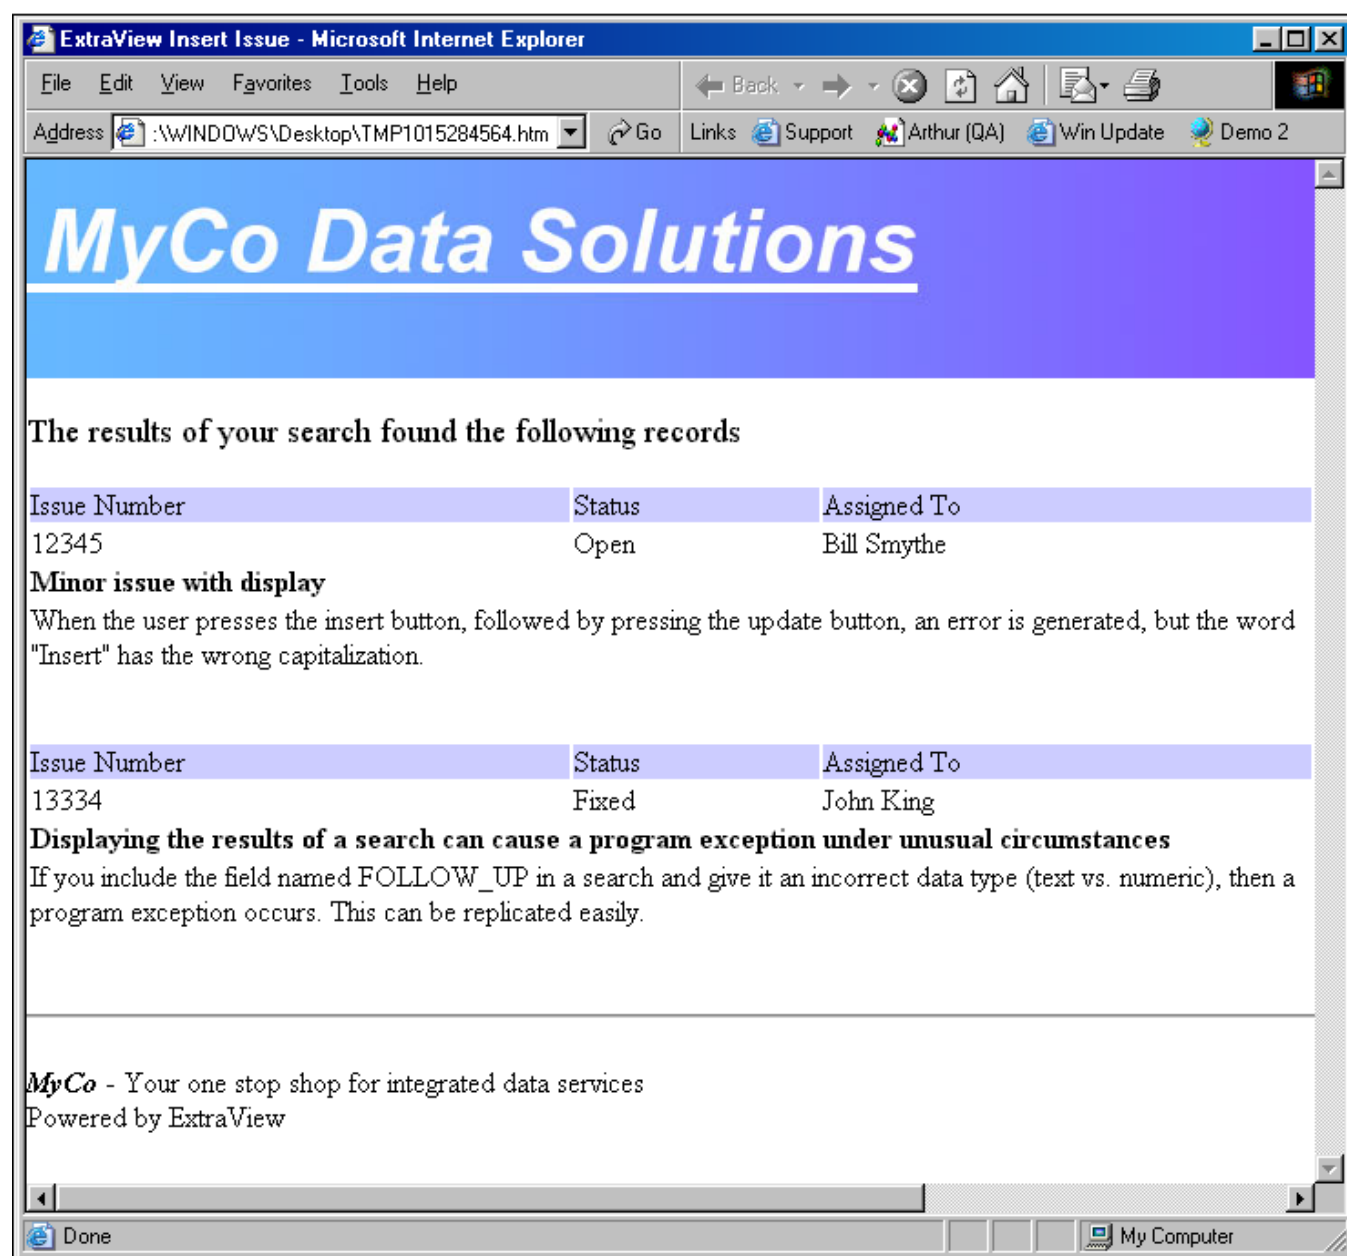 ExtraView Insert Issue - Microsoft Internet Explorer
File Edit View Favorites Tools Help Back
Address :\WINDOWS\Desktop\TMP1015284564.htm Go Links Support Arthur (QA) Win Update Demo 2
MyCo Data Solutions
The results of your search found the following records
Issue Number Status Assigned To
12345 Open Bill Smythe
Minor issue with display
When the user presses the insert button, followed by pressing the update button, an error is generated, but the word
"Insert" has the wrong capitalization.
Issue Number Status Assigned To
13334 Fixed John King
Displaying the results of a search can cause a program exception under unusual circumstances
If you include the field named FOLLOW_UP in a search and give it an incorrect data type (text vs. numeric), then a
program exception occurs. This can be replicated easily.
MyCo - Your one stop shop for integrated data services
Powered by ExtraView
Done My Computer